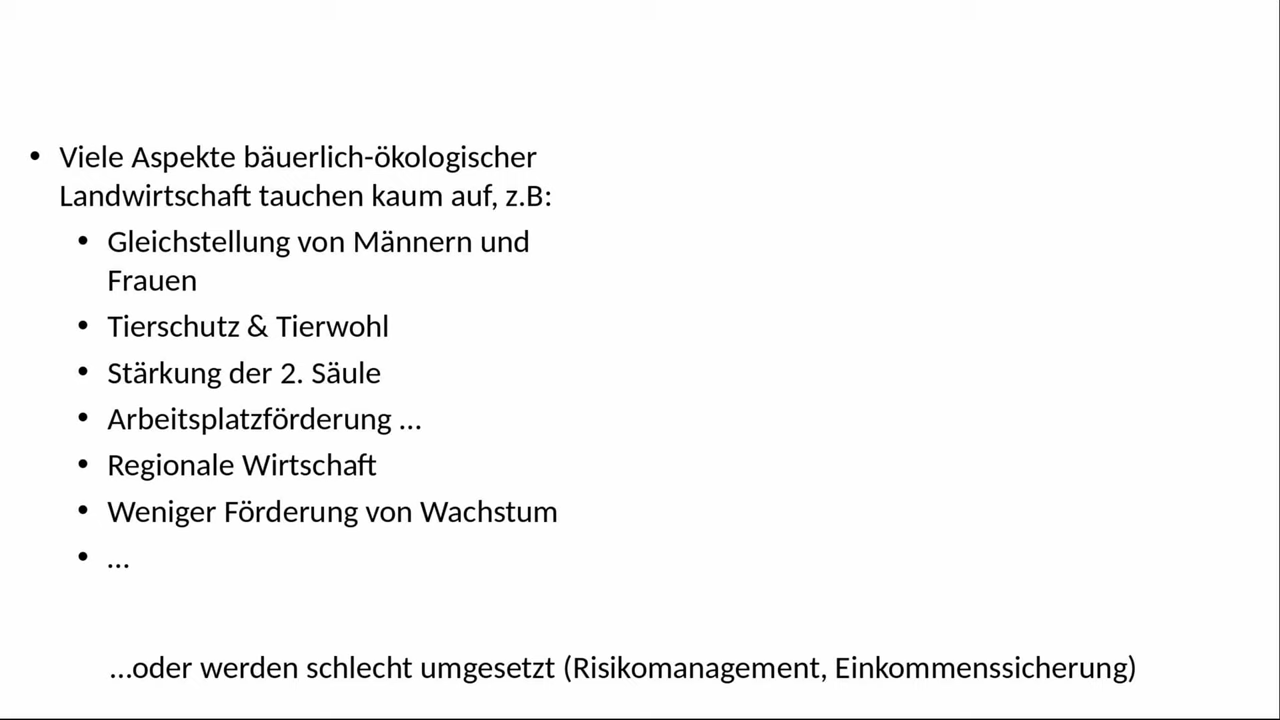 • Viele Aspekte bäuerlich-ökologischer
Landwirtschaft tauchen kaum auf, z.B:
• Gleichstellung von Männern und
Frauen
• Tierschutz & Tierwohl
• Stärkung der 2. Säule
• Arbeitsplatzförderung ...
• Regionale Wirtschaft
• Weniger Förderung von Wachstum
• ...
...oder werden schlecht umgesetzt (Risikomanagement, Einkommenssicherung)